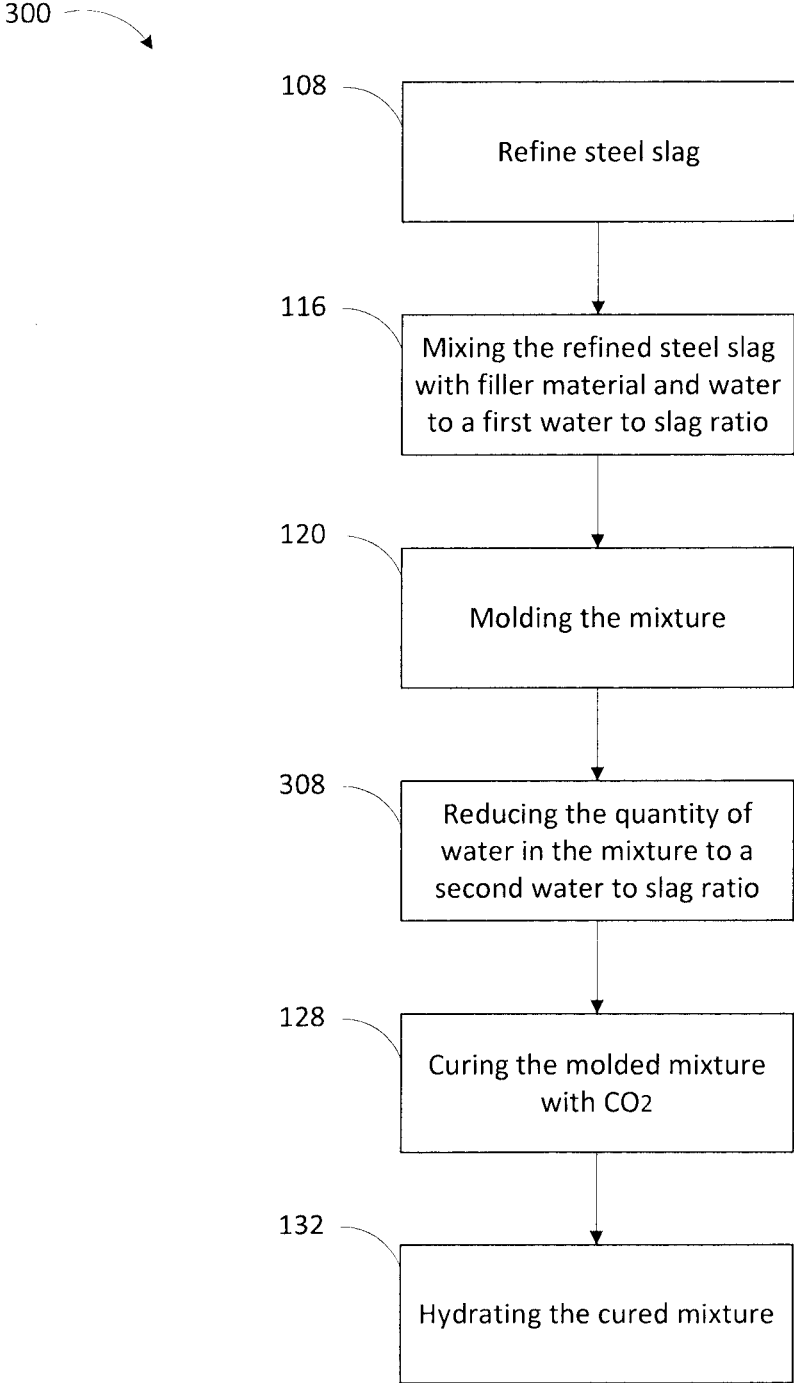 300
108
Refine steel slag
116
Mixing the refined steel slag
with filler material and water
to a first water to slag ratio
120
Molding the mixture
308
Reducing the quantity of
water in the mixture to a
second water to slag ratio
128
Curing the molded mixture
with CO2
132
Hydrating the cured mixture